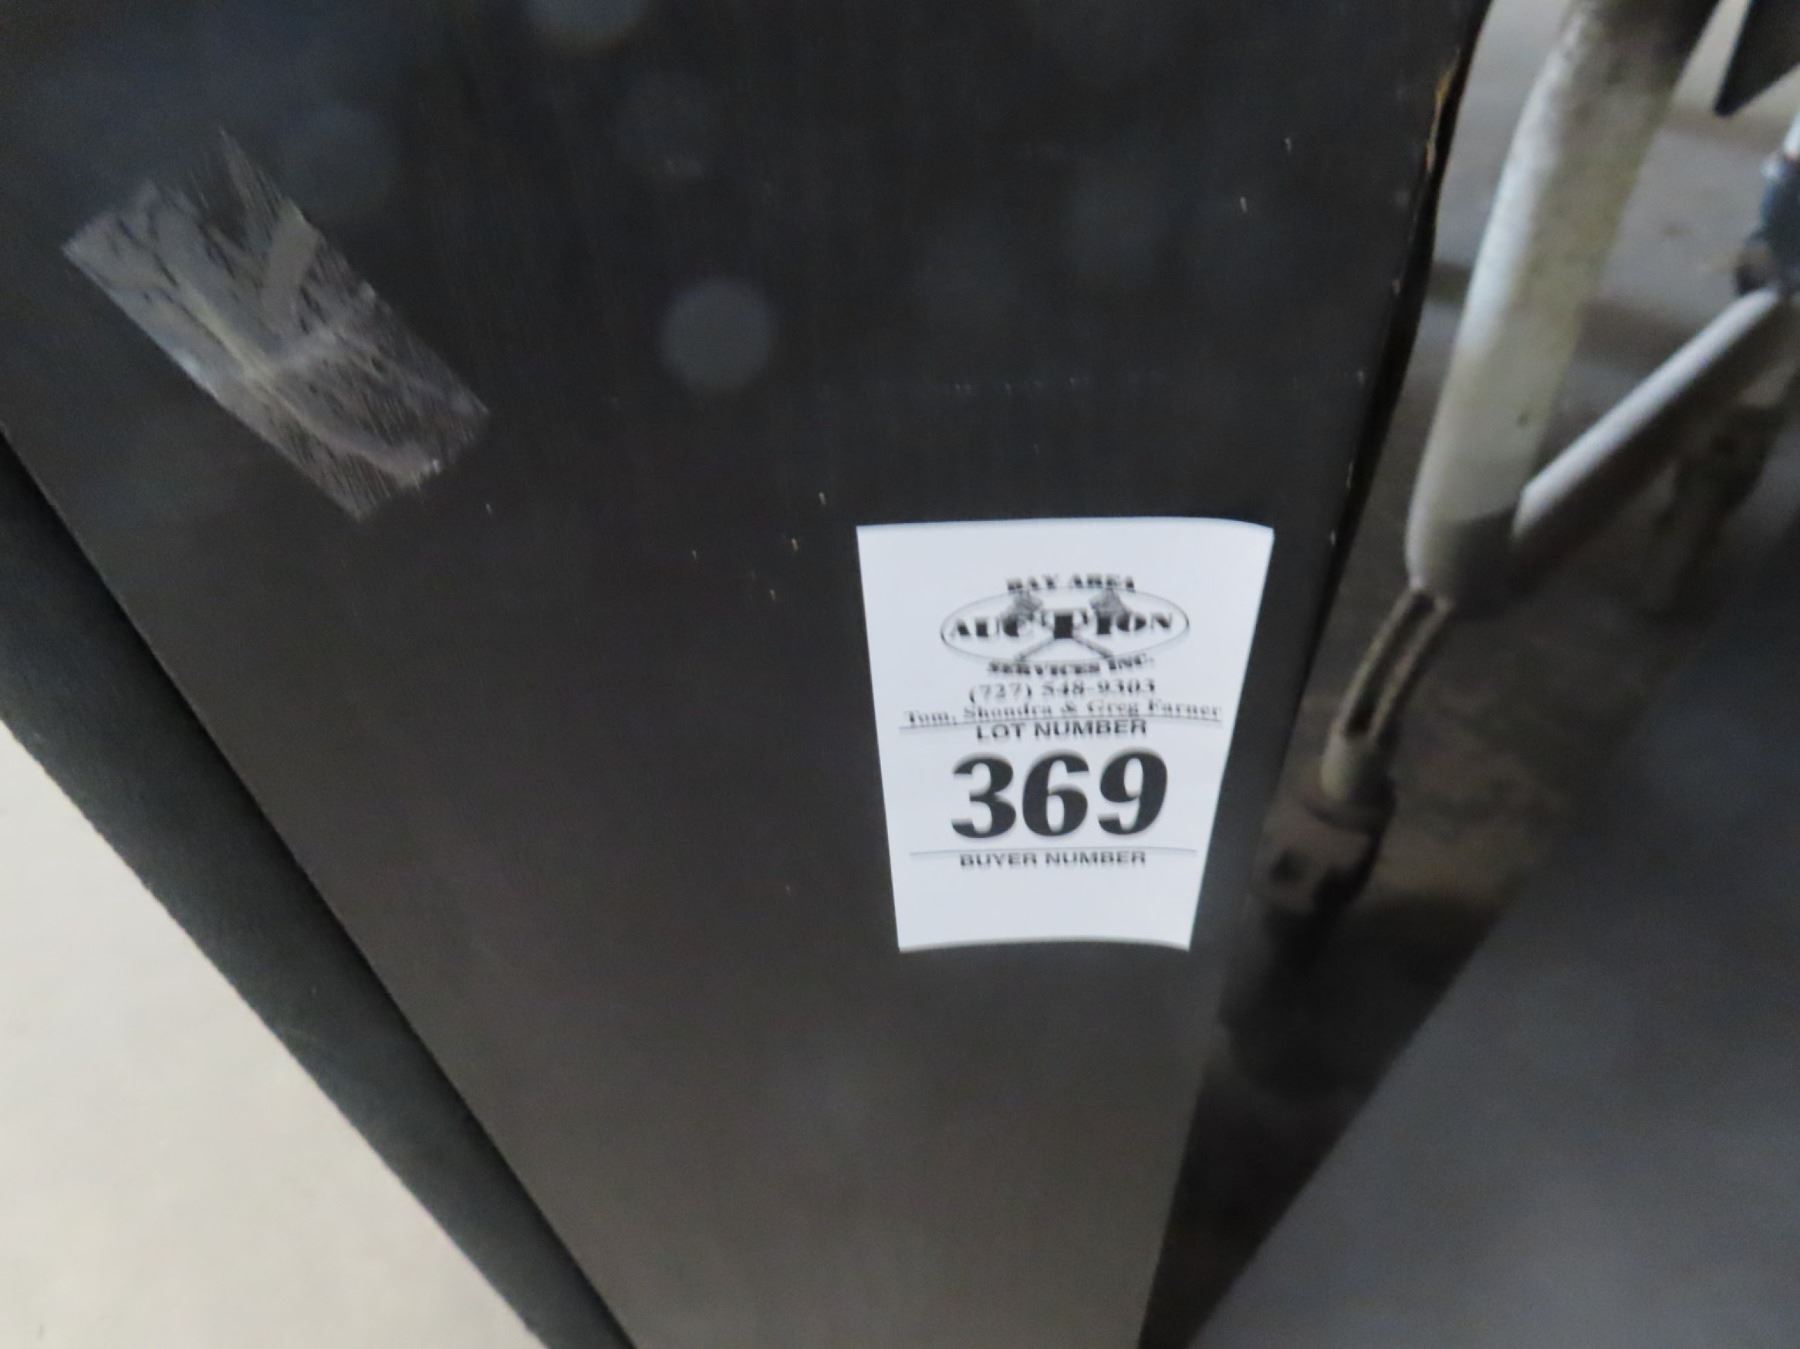 BAY AREA
AUCTION
SERVICES INC.
(727) 548-9303
Tom, Shondra & Greg Farner
LOT NUMBER
369
BUYER NUMBER